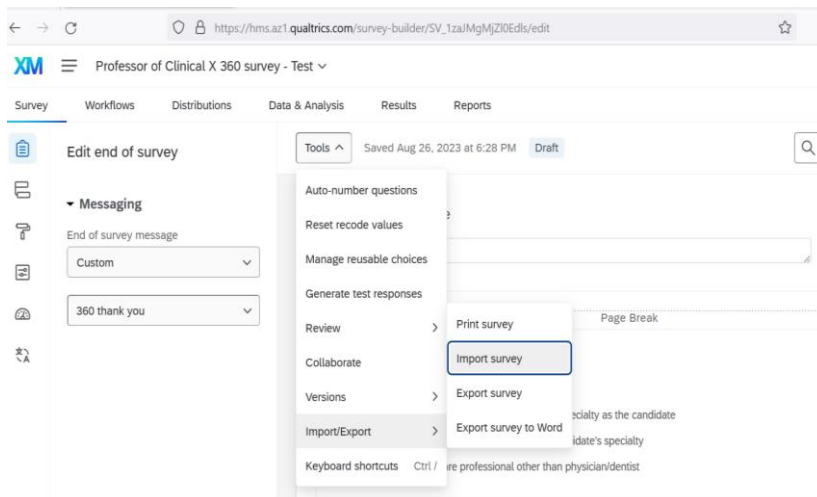 https://hms.az1.qualtrics.com/survey-builder/SV_1zaJMgMjZl0Edls/edit
XM Professor of Clinical X 360 survey - Test
Survey Workflows Distributions Data & Analysis Results Reports
Edit end of survey
Messaging
End of survey message
Custom
360 thank you
Tools Saved Aug 26, 2023 at 6:28 PM Draft
Auto-number questions
Reset recode values
Manage reusable choices
Generate test responses
Review
Collaborate
Versions
Import/Export
Keyboard shortcuts Ctrl /
Print survey
Import survey
Export survey
Export survey to Word
Page Break
ecialty as the candidate
idate's specialty
are professional other than physician/dentist